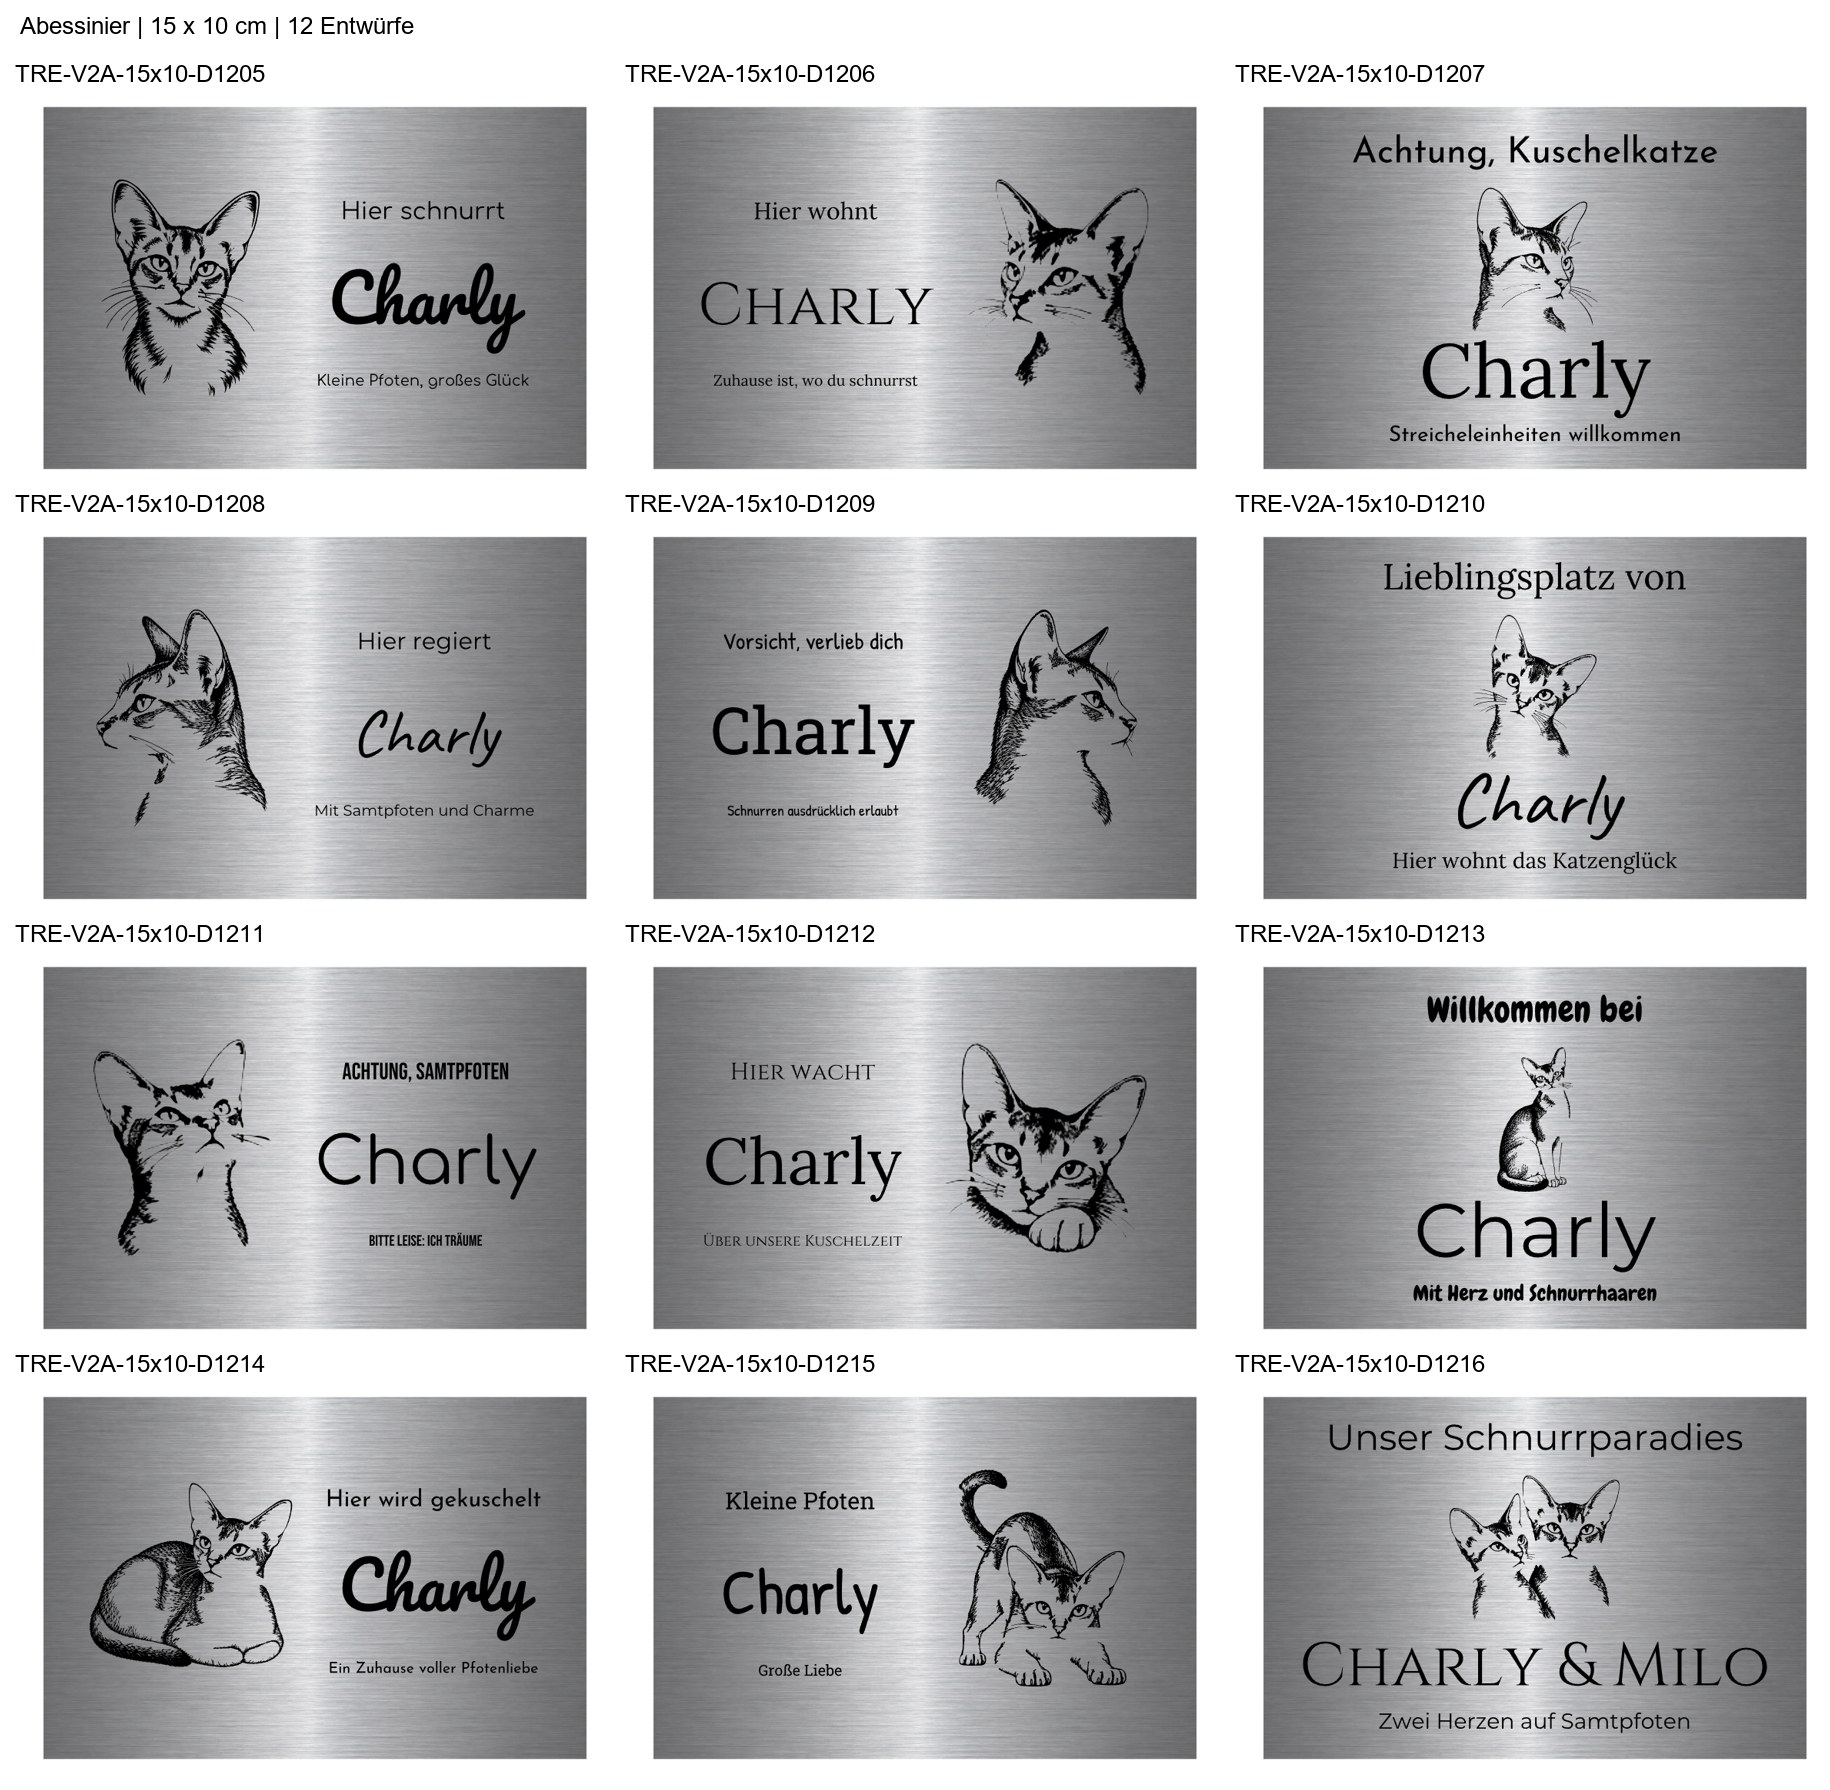 Abessinier | 15 x 10 cm | 12 Entwürfe
TRE-V2A-15x10-D1205
Hier schnurrt
Charly
Kleine Pfoten, großes Glück
TRE-V2A-15x10-D1206
Hier wohnt
CHARLY
Zuhause ist, wo du schnurrst
TRE-V2A-15x10-D1207
Achtung, Kuschelkatze
Charly
Streicheleinheiten willkommen
TRE-V2A-15x10-D1208
Hier regiert
Charly
Mit Samtpfoten und Charme
TRE-V2A-15x10-D1209
Vorsicht, verlieb dich
Charly
Schnurren ausdrücklich erlaubt
TRE-V2A-15x10-D1210
Lieblingsplatz von
Charly
Hier wohnt das Katzenglück
TRE-V2A-15x10-D1211
ACHTUNG, SAMTPFOTEN
Charly
BITTE LEISE: ICH TRÄUME
TRE-V2A-15x10-D1212
HIER WACHT
Charly
ÜBER UNSERE KUSCHELZEIT
TRE-V2A-15x10-D1213
Willkommen bei
Charly
Mit Herz und Schnurrhaaren
TRE-V2A-15x10-D1214
Hier wird gekuschelt
Charly
Ein Zuhause voller Pfotenliebe
TRE-V2A-15x10-D1215
Kleine Pfoten
Charly
Große Liebe
TRE-V2A-15x10-D1216
Unser Schnurrparadies
CHARLY & MILO
Zwei Herzen auf Samtpfoten